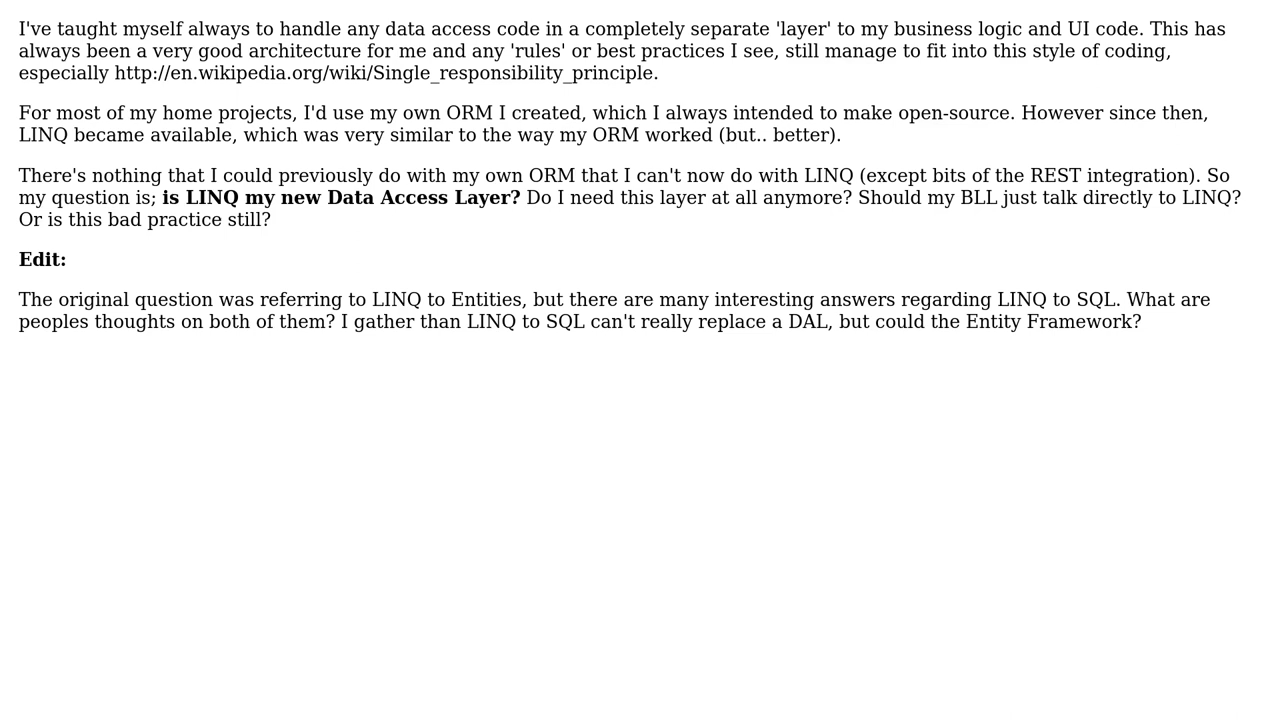 I've taught myself always to handle any data access code in a completely separate 'layer' to my business logic and UI code. This has
always been a very good architecture for me and any 'rules' or best practices I see, still manage to fit into this style of coding,
especially http://en.wikipedia.org/wiki/Single_responsibility_principle.
For most of my home projects, I'd use my own ORM I created, which I always intended to make open-source. However since then,
LINQ became available, which was very similar to the way my ORM worked (but.. better).
There's nothing that I could previously do with my own ORM that I can't now do with LINQ (except bits of the REST integration). So
my question is; is LINQ my new Data Access Layer? Do I need this layer at all anymore? Should my BLL just talk directly to LINQ?
Or is this bad practice still?
Edit:
The original question was referring to LINQ to Entities, but there are many interesting answers regarding LINQ to SQL. What are
peoples thoughts on both of them? I gather than LINQ to SQL can't really replace a DAL, but could the Entity Framework?